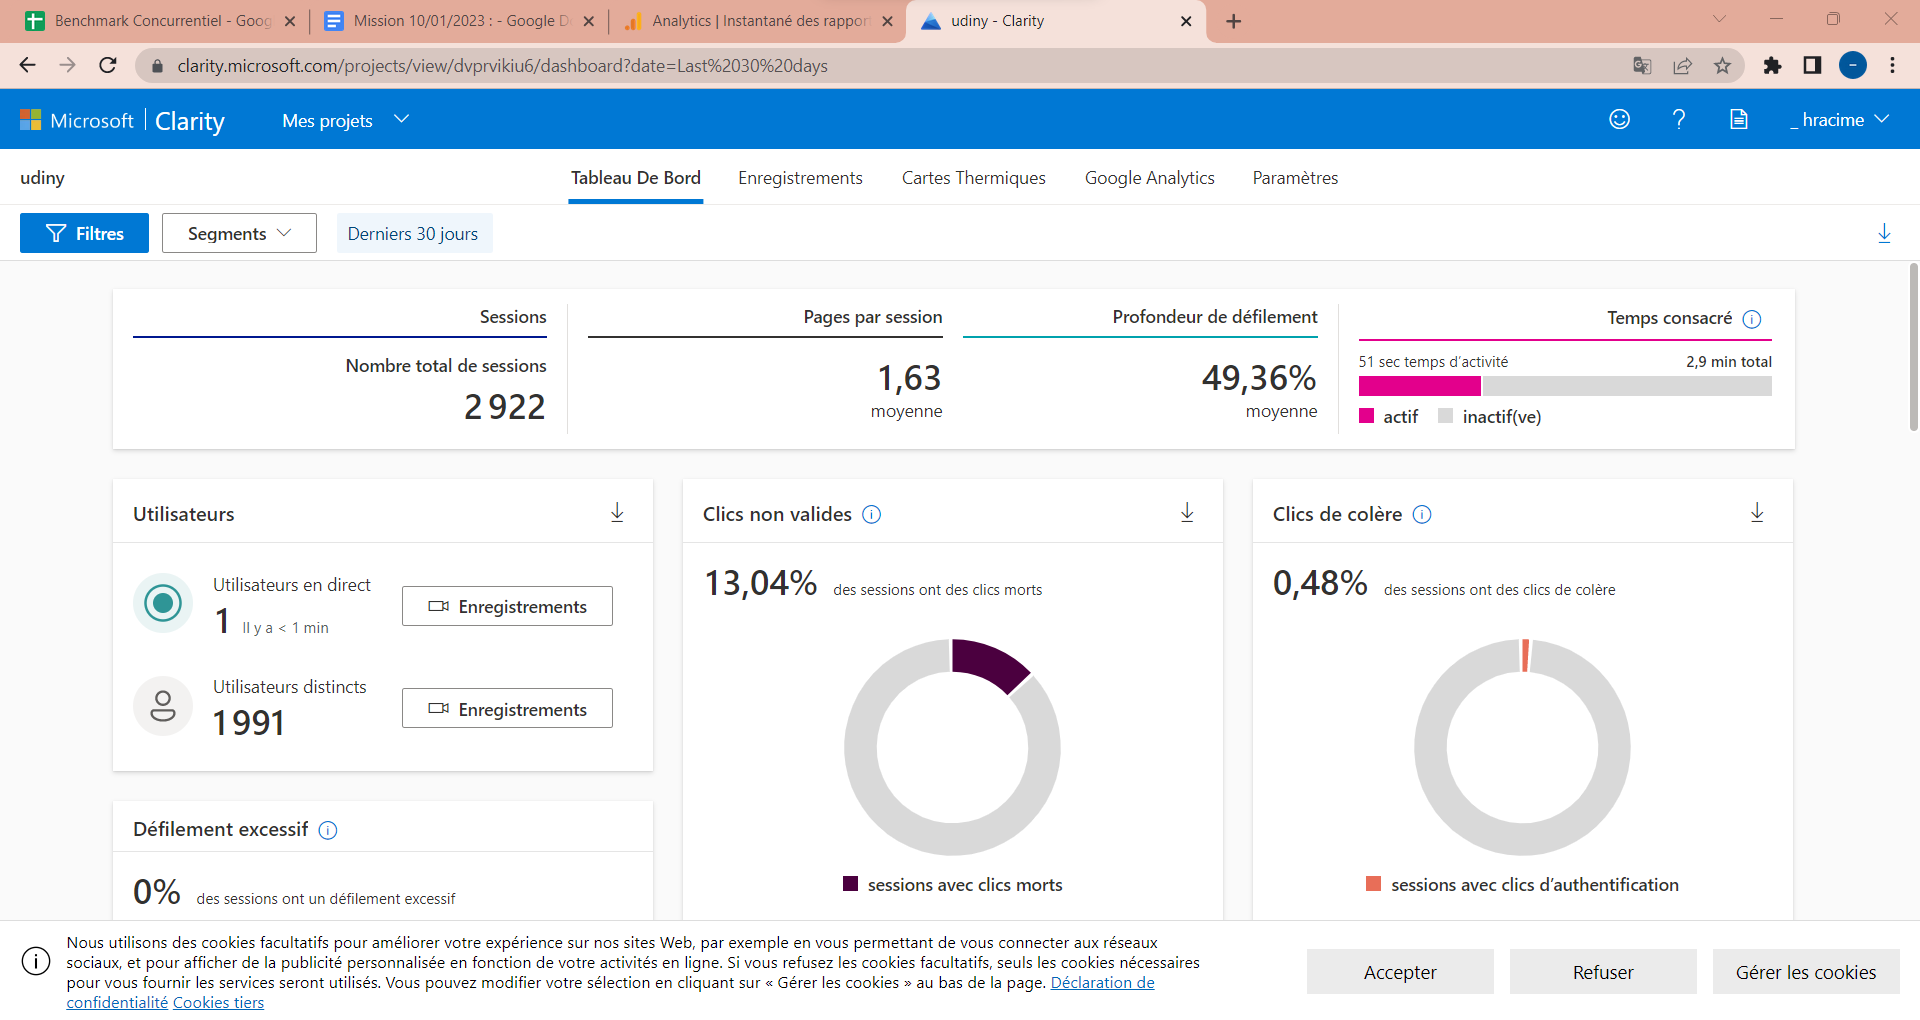 Benchmark Concurrentiel - Goog
Mission 10/01/2023 : - Google D
Analytics | Instantané des rappor
udiny - Clarity
clarity.microsoft.com/projects/view/dvprvikiu6/dashboard?date=Last%2030%20days
Microsoft | Clarity
Mes projets
_ hracime
udiny
Tableau De Bord
Enregistrements
Cartes Thermiques
Google Analytics
Paramètres
Filtres
Segments
Derniers 30 jours
Sessions
Nombre total de sessions
2 922
Pages par session
1,63
moyenne
Profondeur de défilement
49,36%
moyenne
Temps consacré
51 sec temps d’activité
2,9 min total
actif
inactif(ve)
Utilisateurs
Utilisateurs en direct
1 Il y a < 1 min
Enregistrements
Utilisateurs distincts
1 991
Enregistrements
Défilement excessif
0% des sessions ont un défilement excessif
Clics non valides
13,04% des sessions ont des clics morts
sessions avec clics morts
Clics de colère
0,48% des sessions ont des clics de colère
sessions avec clics d’authentification
Nous utilisons des cookies facultatifs pour améliorer votre expérience sur nos sites Web, par exemple en vous permettant de vous connecter aux réseaux
sociaux, et pour afficher de la publicité personnalisée en fonction de votre activités en ligne. Si vous refusez les cookies facultatifs, seuls les cookies nécessaires
pour vous fournir les services seront utilisés. Vous pouvez modifier votre sélection en cliquant sur « Gérer les cookies » au bas de la page. Déclaration de
confidentialité Cookies tiers
Accepter
Refuser
Gérer les cookies